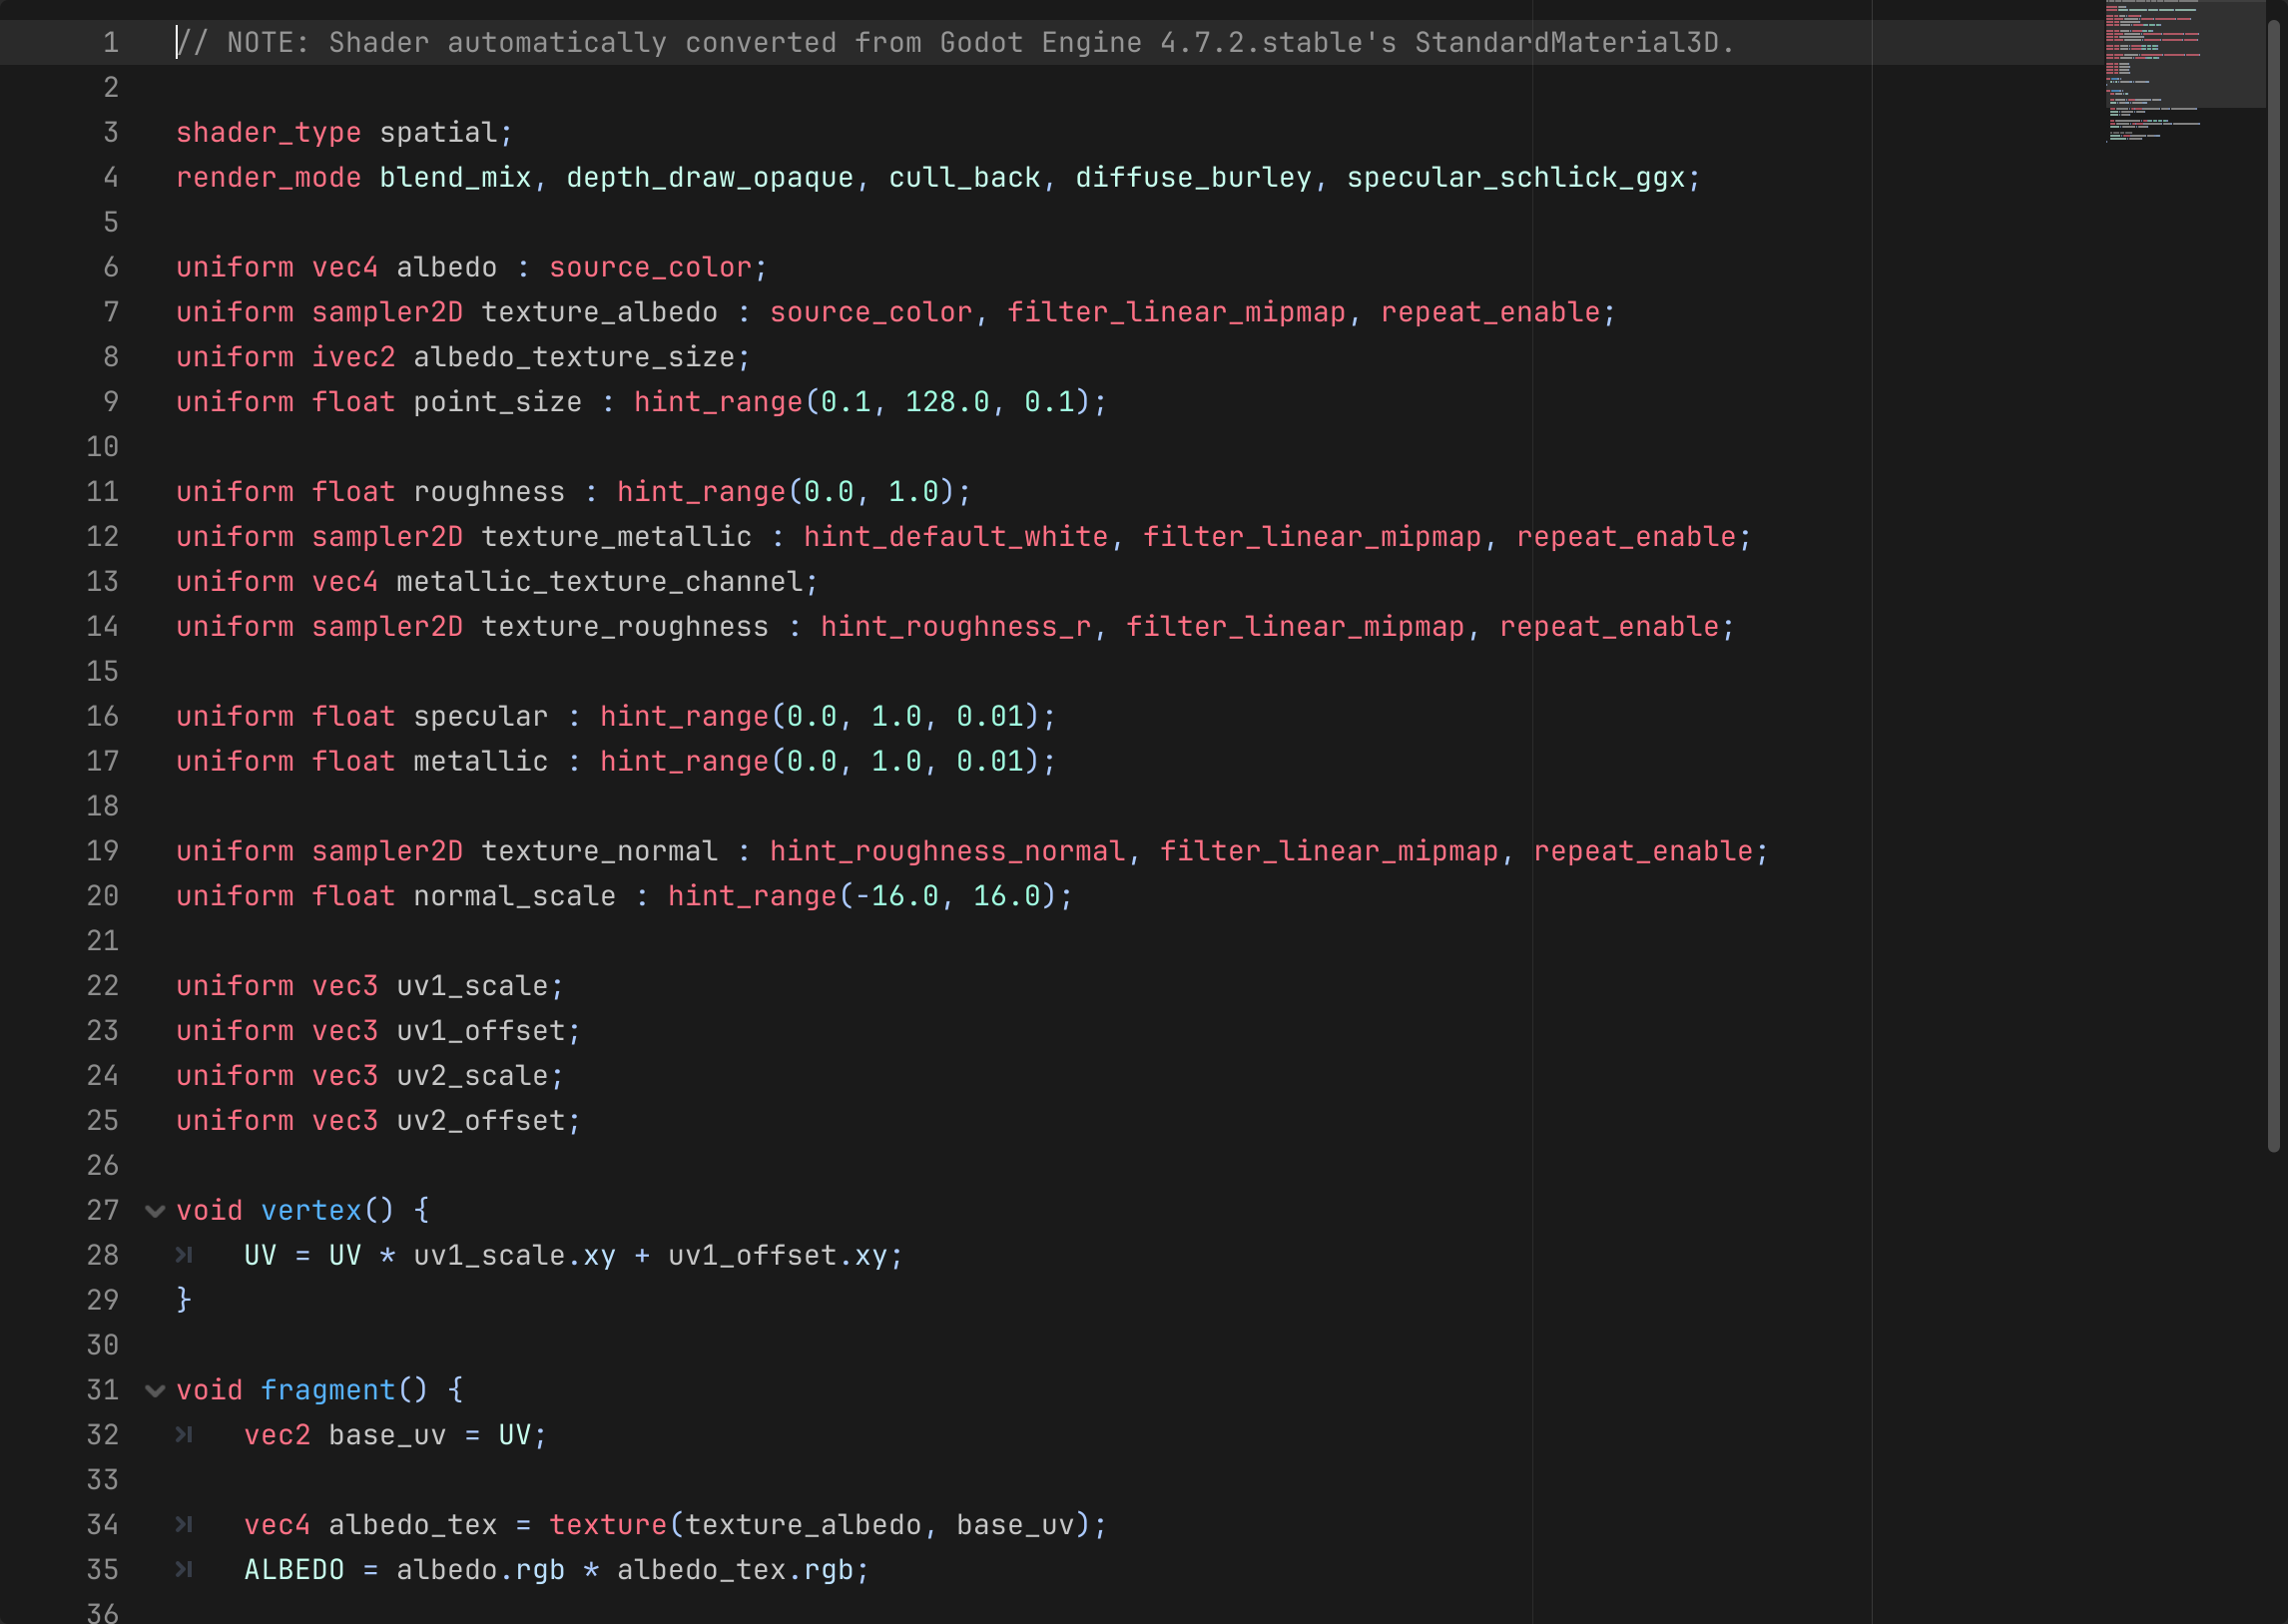 1 // NOTE: Shader automatically converted from Godot Engine 4.7.2.stable's StandardMaterial3D.
2
3 shader_type spatial;
4 render_mode blend_mix, depth_draw_opaque, cull_back, diffuse_burley, specular_schlick_ggx;
5
6 uniform vec4 albedo : source_color;
7 uniform sampler2D texture_albedo : source_color, filter_linear_mipmap, repeat_enable;
8 uniform ivec2 albedo_texture_size;
9 uniform float point_size : hint_range(0.1, 128.0, 0.1);
10
11 uniform float roughness : hint_range(0.0, 1.0);
12 uniform sampler2D texture_metallic : hint_default_white, filter_linear_mipmap, repeat_enable;
13 uniform vec4 metallic_texture_channel;
14 uniform sampler2D texture_roughness : hint_roughness_r, filter_linear_mipmap, repeat_enable;
15
16 uniform float specular : hint_range(0.0, 1.0, 0.01);
17 uniform float metallic : hint_range(0.0, 1.0, 0.01);
18
19 uniform sampler2D texture_normal : hint_roughness_normal, filter_linear_mipmap, repeat_enable;
20 uniform float normal_scale : hint_range(-16.0, 16.0);
21
22 uniform vec3 uv1_scale;
23 uniform vec3 uv1_offset;
24 uniform vec3 uv2_scale;
25 uniform vec3 uv2_offset;
26
27 void vertex() {
28 UV = UV * uv1_scale.xy + uv1_offset.xy;
29 }
30
31 void fragment() {
32 vec2 base_uv = UV;
33
34 vec4 albedo_tex = texture(texture_albedo, base_uv);
35 ALBEDO = albedo.rgb * albedo_tex.rgb;
36